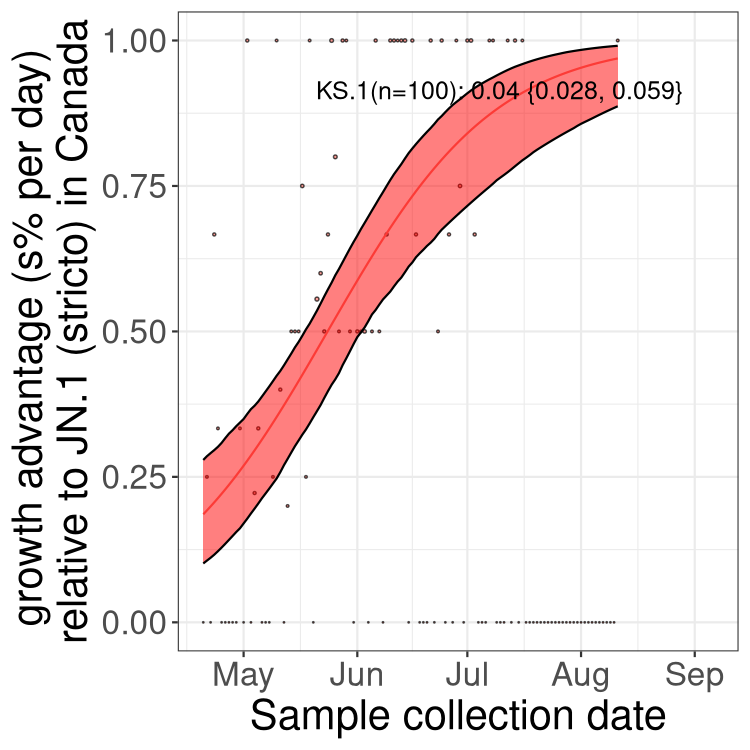 growth advantage (s% per day)
relative to JN.1 (stricto) in Canada
1.00
0.75
0.50
0.25
0.00
KS.1(n=100): 0.04 {0.028, 0.059}
May Jun Jul Aug Sep
Sample collection date